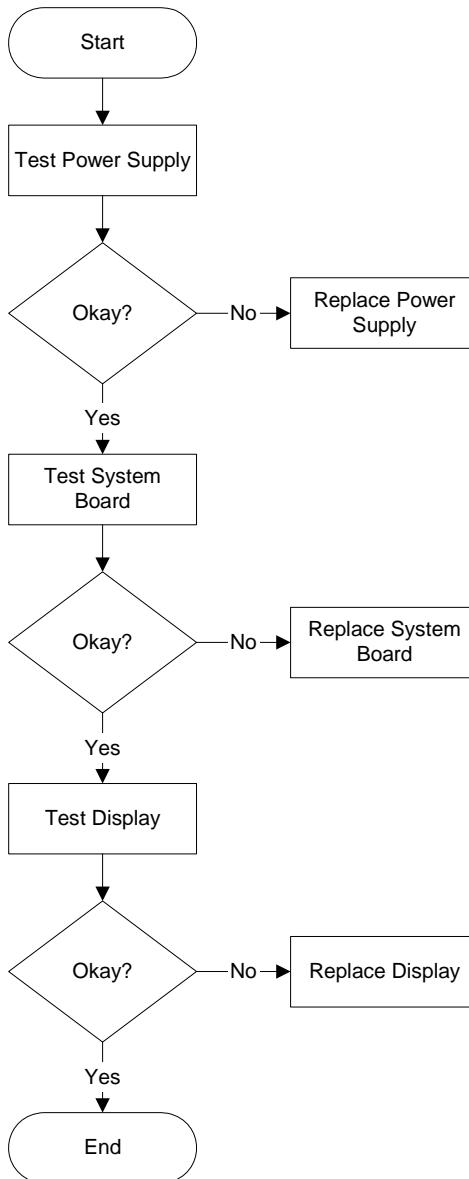 Start
Test Power Supply
Okay?
No
Replace Power
Supply
Yes
Test System
Board
Okay?
No
Replace System
Board
Yes
Test Display
Okay?
No
Replace Display
Yes
End